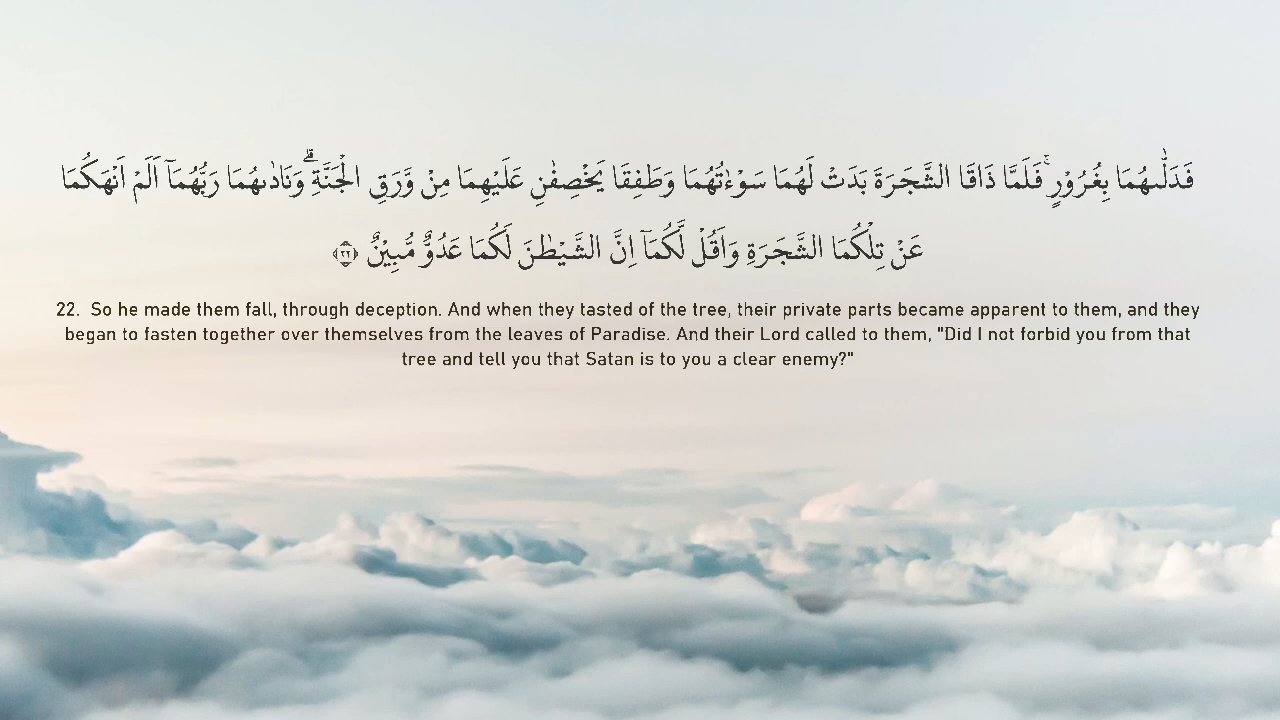 فَدَلّٰىهُمَا بِغُرُوْرٍۚ فَلَمَّا ذَاقَا الشَّجَرَةَ بَدَتْ لَهُمَا سَوْءٰتُهُمَا وَطَفِقَا يَخْصِفٰنِ عَلَيْهِمَا مِنْ وَّرَقِ الْجَنَّةِۗ وَنَادٰىهُمَا رَبُّهُمَآ اَلَمْ اَنْهَكُمَا
عَنْ تِلْكُمَا الشَّجَرَةِ وَاَقُلْ لَّكُمَآ اِنَّ الشَّيْطٰنَ لَكُمَا عَدُوٌّ مُّبِيْنٌ ﴿٢٢﴾
22. So he made them fall, through deception. And when they tasted of the tree, their private parts became apparent to them, and they
began to fasten together over themselves from the leaves of Paradise. And their Lord called to them, "Did I not forbid you from that
tree and tell you that Satan is to you a clear enemy?"